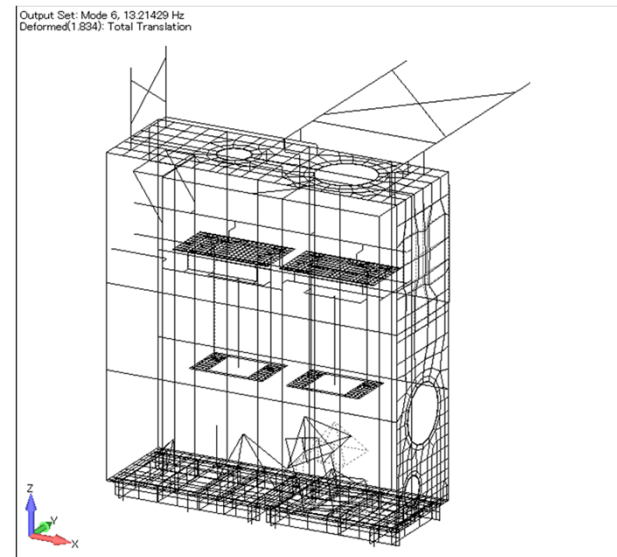 Output Set: Mode 6, 13.21429 Hz
Deformed(1.834): Total Translation
Z
Y
X